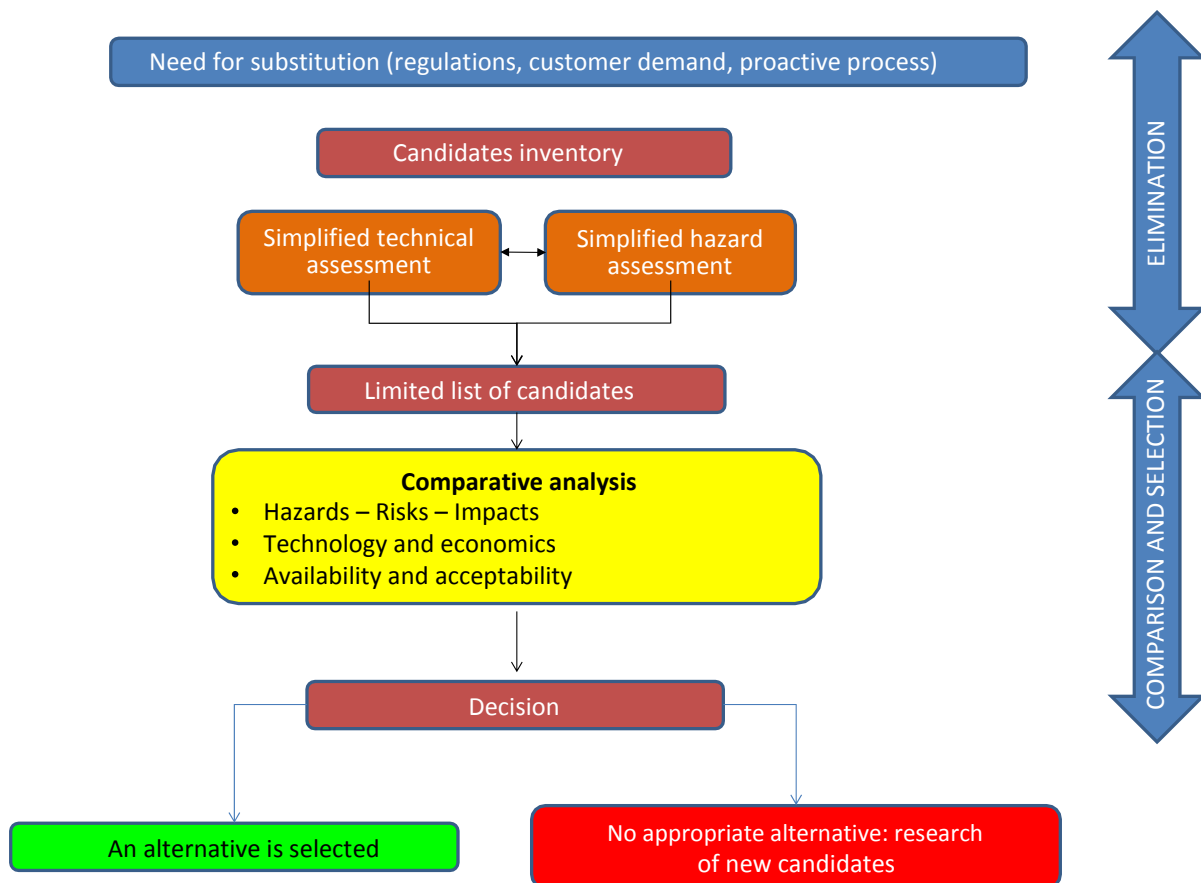 Need for substitution (regulations, customer demand, proactive process)
Candidates inventory
Simplified technical
assessment
Simplified hazard
assessment
Limited list of candidates
Comparative analysis
• Hazards – Risks – Impacts
• Technology and economics
• Availability and acceptability
Decision
An alternative is selected
No appropriate alternative: research
of new candidates
ELIMINATION
COMPARISON AND SELECTION